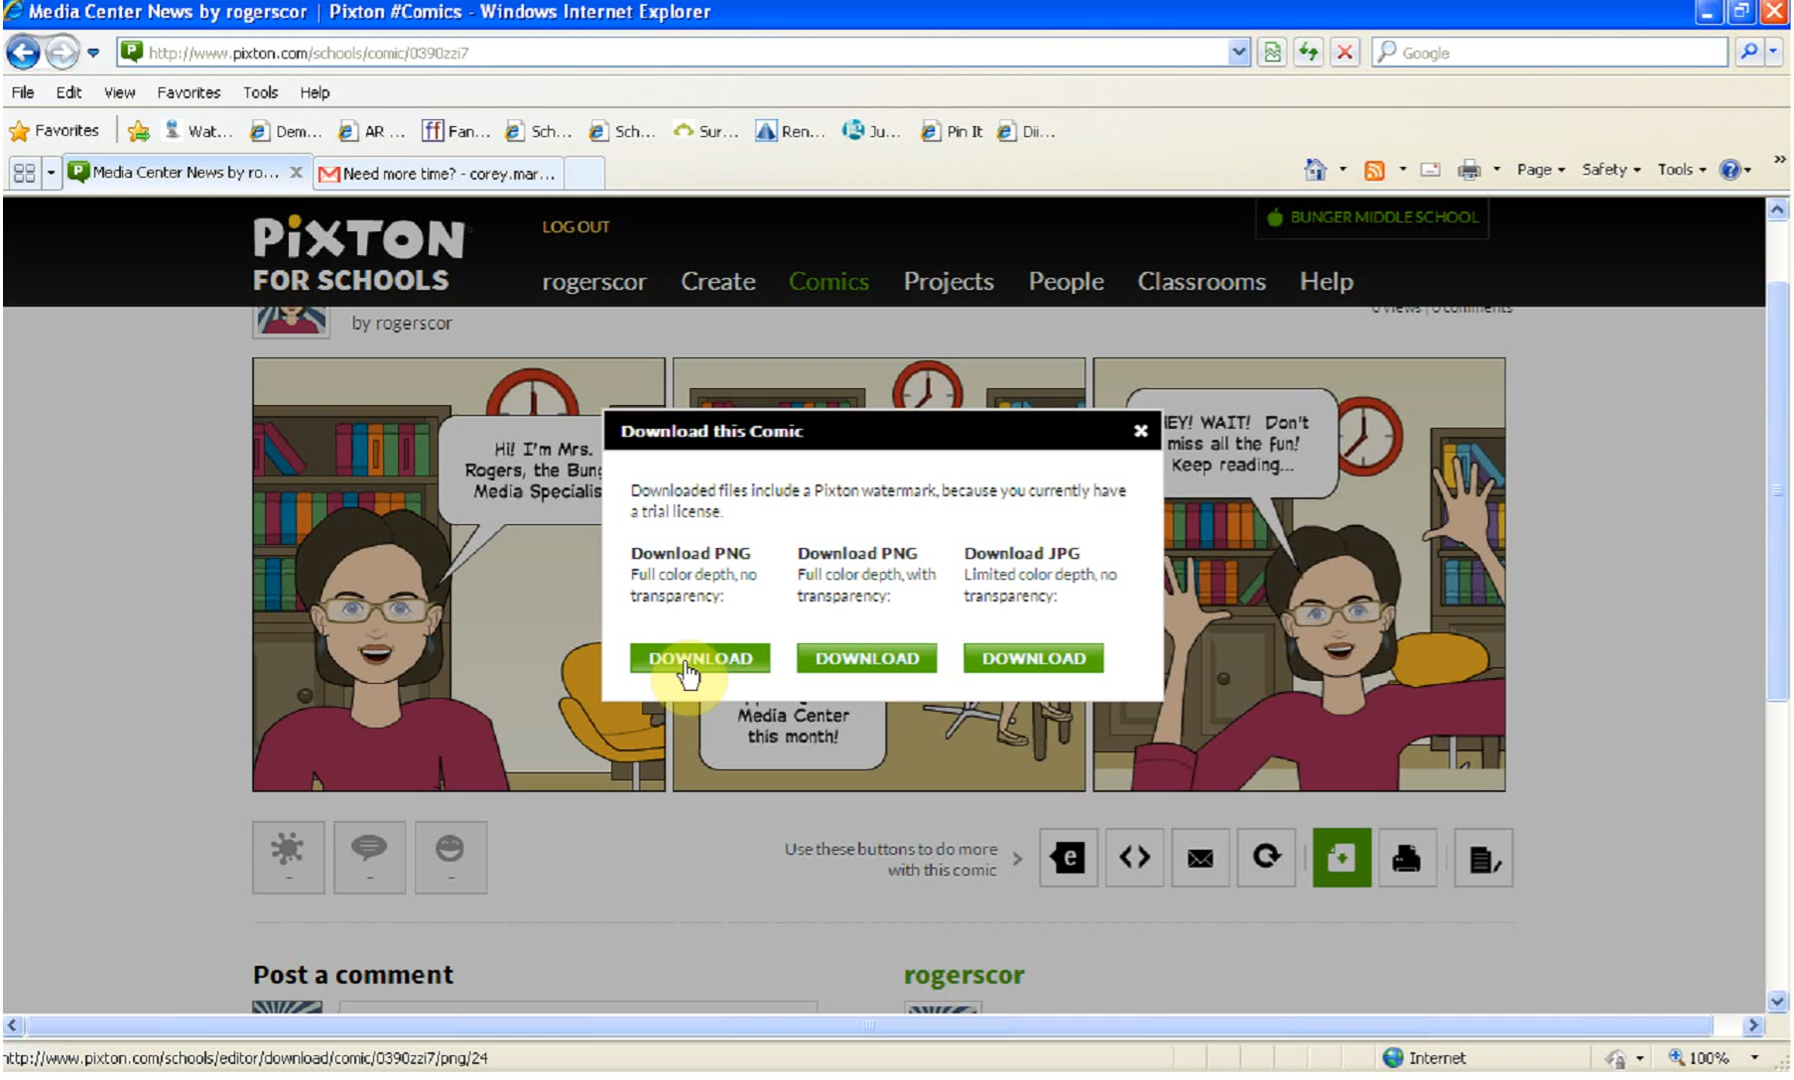 Media Center News by rogerscor | Pixton #Comics - Windows Internet Explorer
http://www.pixton.com/schools/comic/0390zzi7
Google
File Edit View Favorites Tools Help
Favorites Wat... Dem... AR ... ff Fan... Sch... Sch... Sur... Ren... Ju... Pin It Dii...
Media Center News by ro... Need more time? - corey.mar...
Page Safety Tools
PiXTON
FOR SCHOOLS
LOG OUT
BUNGER MIDDLE SCHOOL
rogerscor Create Comics Projects People Classrooms Help
by rogerscor
0 views | 0 comments
Hi! I'm Mrs.
Rogers, the Bung
Media Specialis
Download this Comic
Downloaded files include a Pixton watermark, because you currently have
a trial license.
Download PNG
Full color depth, no
transparency:
DOWNLOAD
Download PNG
Full color depth, with
transparency:
DOWNLOAD
Download JPG
Limited color depth, no
transparency:
DOWNLOAD
Media Center
this month!
HEY! WAIT! Don't
miss all the fun!
Keep reading...
Use these buttons to do more
with this comic
e
Post a comment
rogerscor
http://www.pixton.com/schools/editor/download/comic/0390zzi7/png/24
Internet
100%